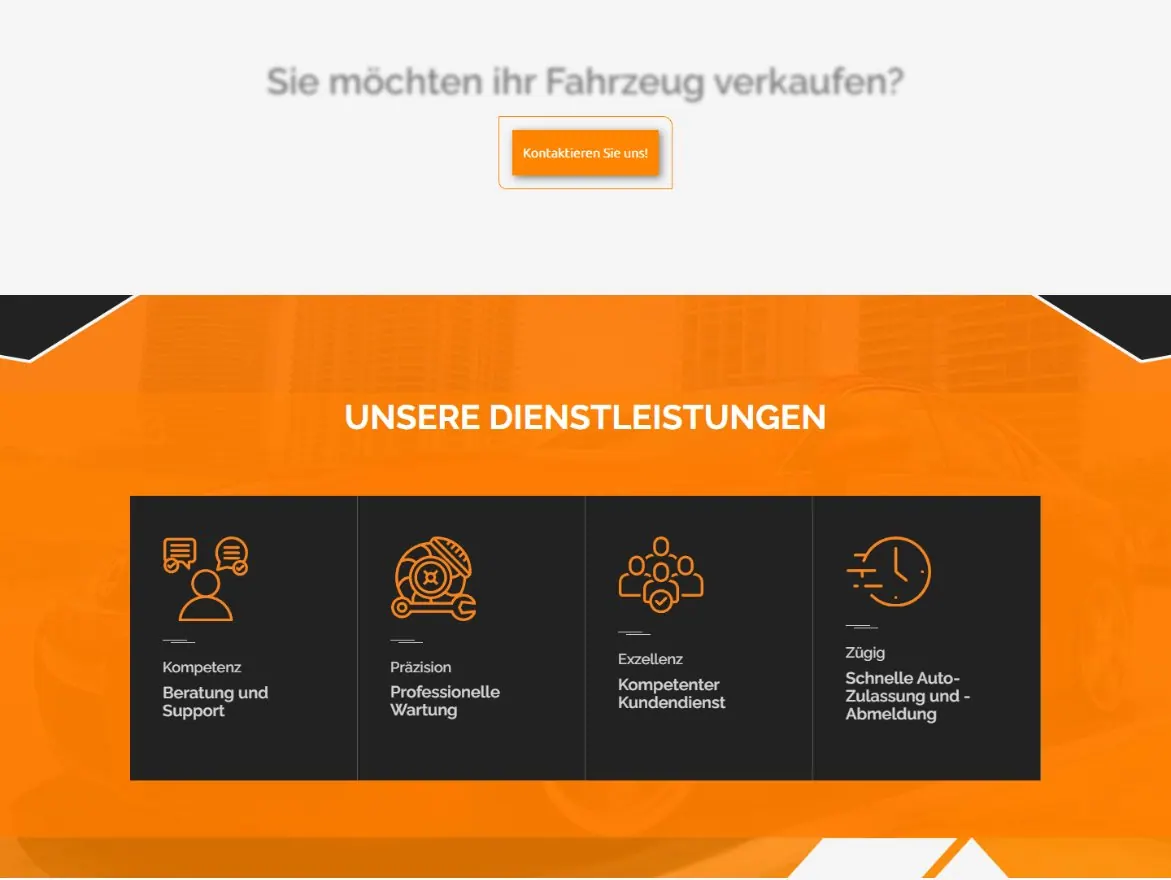 Sie möchten ihr Fahrzeug verkaufen?
Kontaktieren Sie uns!
UNSERE DIENSTLEISTUNGEN
Kompetenz
Beratung und
Support
Präzision
Professionelle
Wartung
Exzellenz
Kompetenter
Kundendienst
Zügig
Schnelle Auto-
Zulassung und -
Abmeldung